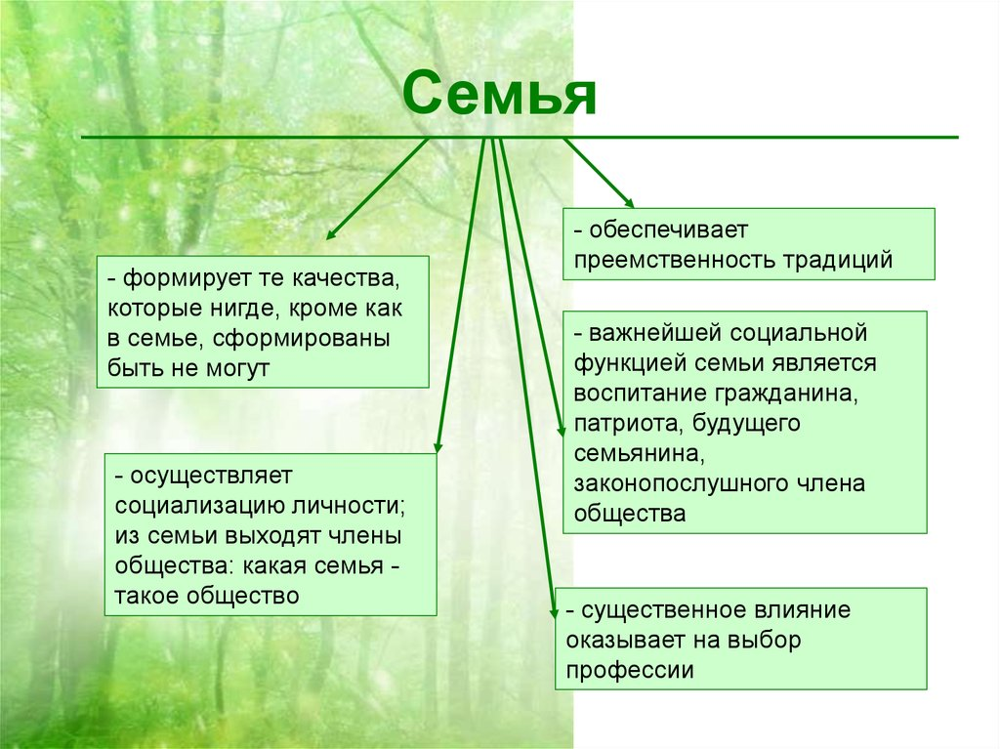 Семья
- формирует те качества,
которые нигде, кроме как
в семье, сформированы
быть не могут
- осуществляет
социализацию личности;
из семьи выходят члены
общества: какая семья -
такое общество
- обеспечивает
преемственность традиций
- важнейшей социальной
функцией семьи является
воспитание гражданина,
патриота, будущего
семьянина,
законопослушного члена
общества
- существенное влияние
оказывает на выбор
профессии